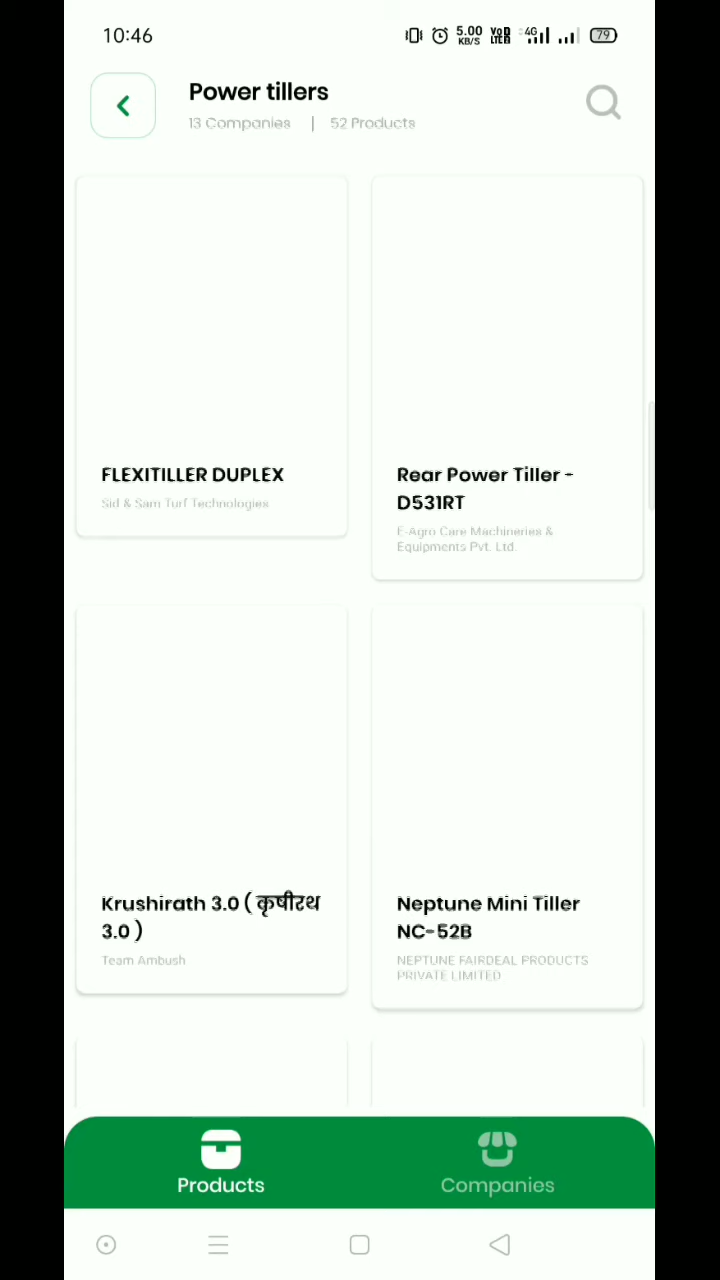 10:46
5.00
KB/S
VoD
LTED
4G
79
Power tillers
13 Companies | 52 Products
FLEXITILLER DUPLEX
Sid & Sam Turf Technologies
Rear Power Tiller -
D531RT
E-Agro Care Machineries &
Equipments Pvt. Ltd.
Krushirath 3.0 ( कृषीरथ
3.0 )
Team Ambush
Neptune Mini Tiller
NC-52B
NEPTUNE FAIRDEAL PRODUCTS
PRIVATE LIMITED
Products
Companies